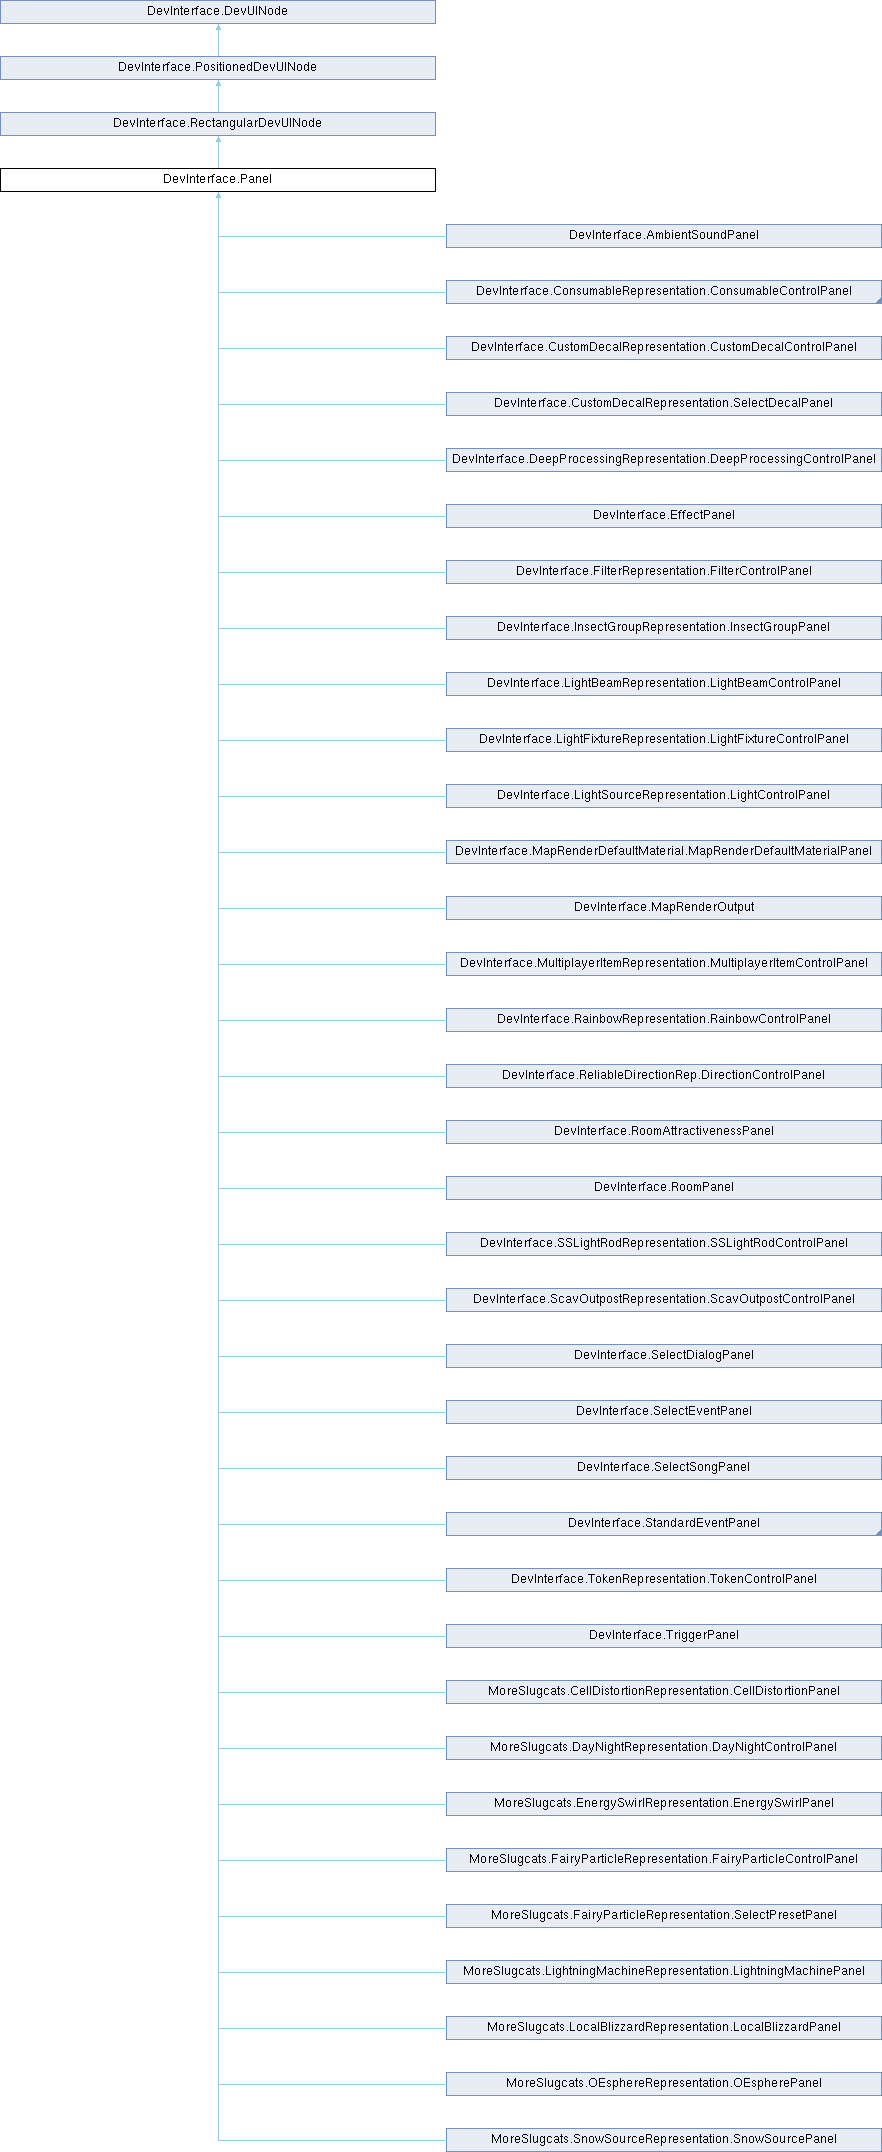 DevInterface.DevUINode
DevInterface.PositionedDevUINode
DevInterface.RectangularDevUINode
DevInterface.Panel
DevInterface.AmbientSoundPanel
DevInterface.ConsumableRepresentation.ConsumableControlPanel
DevInterface.CustomDecalRepresentation.CustomDecalControlPanel
DevInterface.CustomDecalRepresentation.SelectDecalPanel
DevInterface.DeepProcessingRepresentation.DeepProcessingControlPanel
DevInterface.EffectPanel
DevInterface.FilterRepresentation.FilterControlPanel
DevInterface.InsectGroupRepresentation.InsectGroupPanel
DevInterface.LightBeamRepresentation.LightBeamControlPanel
DevInterface.LightFixtureRepresentation.LightFixtureControlPanel
DevInterface.LightSourceRepresentation.LightControlPanel
DevInterface.MapRenderDefaultMaterial.MapRenderDefaultMaterialPanel
DevInterface.MapRenderOutput
DevInterface.MultiplayerItemRepresentation.MultiplayerItemControlPanel
DevInterface.RainbowRepresentation.RainbowControlPanel
DevInterface.ReliableDirectionRep.DirectionControlPanel
DevInterface.RoomAttractivenessPanel
DevInterface.RoomPanel
DevInterface.SSLightRodRepresentation.SSLightRodControlPanel
DevInterface.ScavOutpostRepresentation.ScavOutpostControlPanel
DevInterface.SelectDialogPanel
DevInterface.SelectEventPanel
DevInterface.SelectSongPanel
DevInterface.StandardEventPanel
DevInterface.TokenRepresentation.TokenControlPanel
DevInterface.TriggerPanel
MoreSlugcats.CellDistortionRepresentation.CellDistortionPanel
MoreSlugcats.DayNightRepresentation.DayNightControlPanel
MoreSlugcats.EnergySwirlRepresentation.EnergySwirlPanel
MoreSlugcats.FairyParticleRepresentation.FairyParticleControlPanel
MoreSlugcats.FairyParticleRepresentation.SelectPresetPanel
MoreSlugcats.LightningMachineRepresentation.LightningMachinePanel
MoreSlugcats.LocalBlizzardRepresentation.LocalBlizzardPanel
MoreSlugcats.OEsphereRepresentation.OEspherePanel
MoreSlugcats.SnowSourceRepresentation.SnowSourcePanel